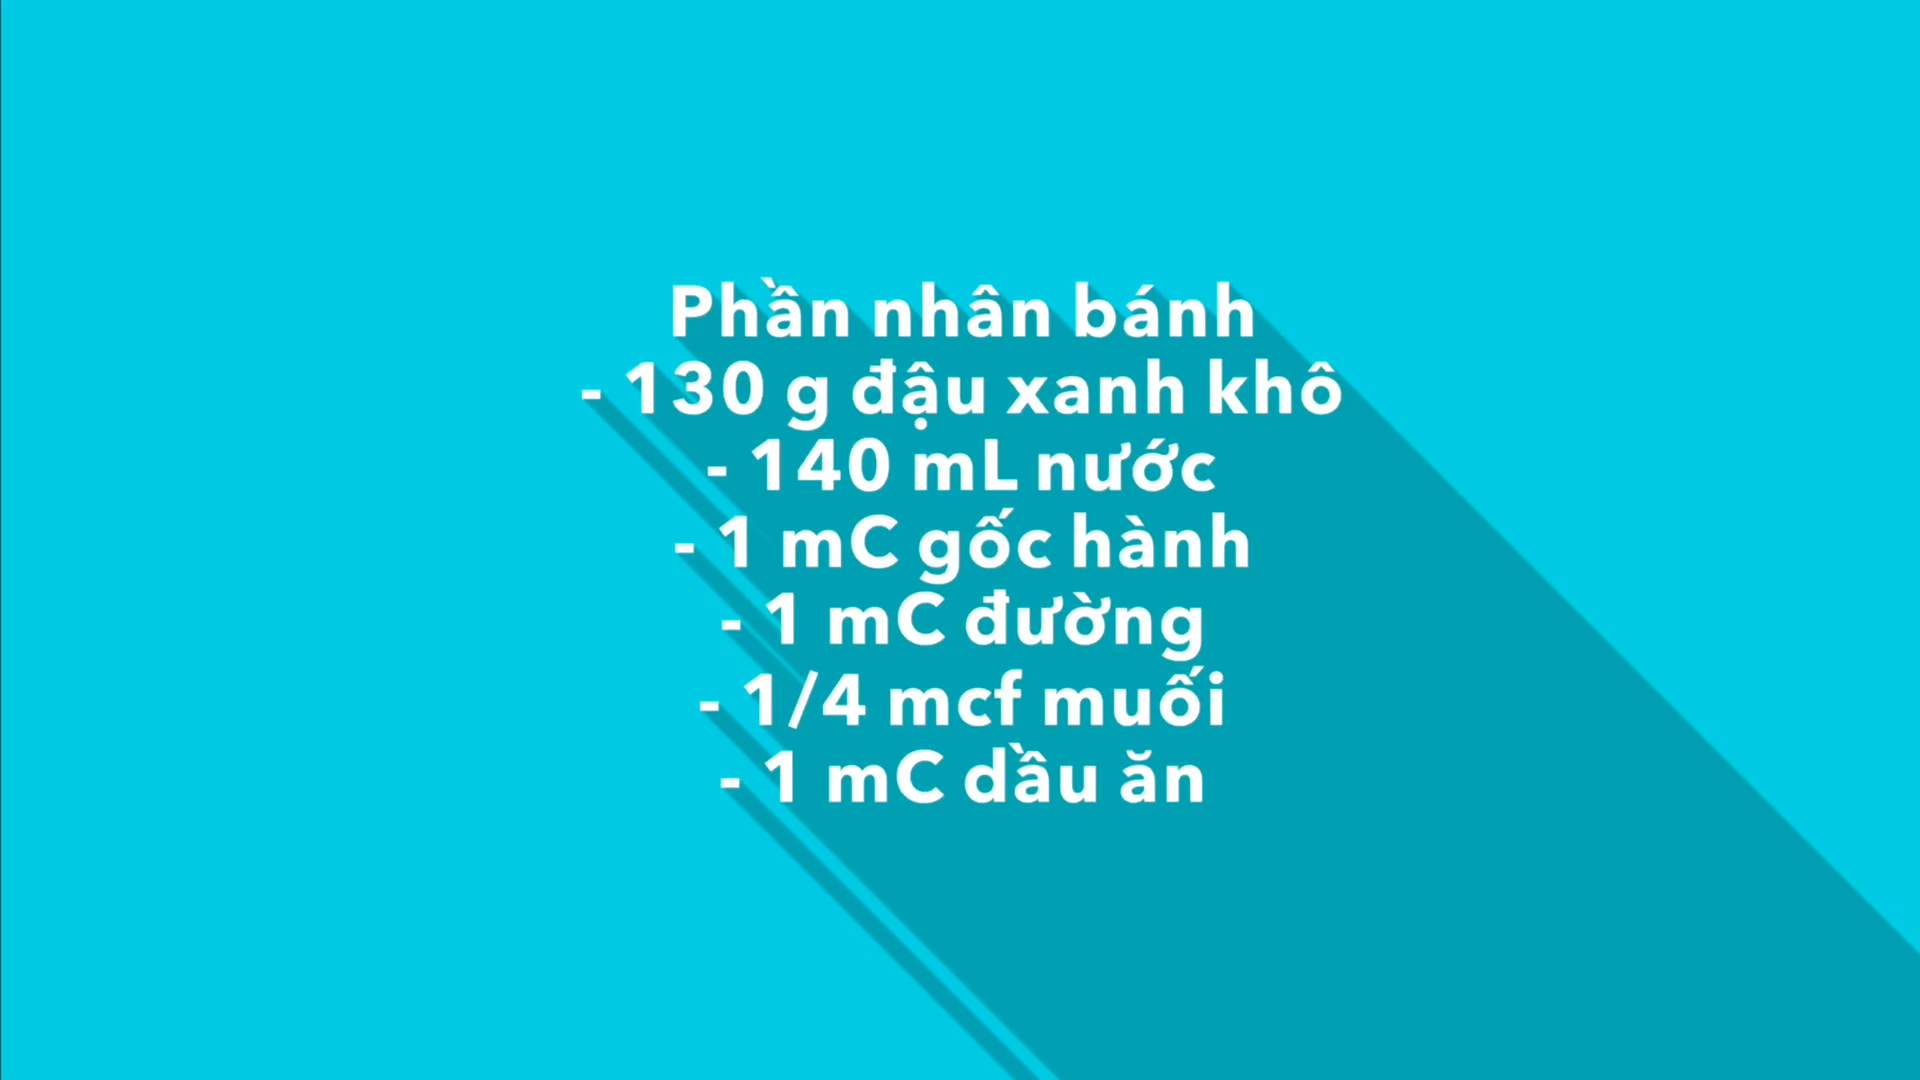 Phần nhân bánh
- 130 g đậu xanh khô
- 140 mL nước
- 1 mC gốc hành
- 1 mC đường
- 1/4 mcf muối
- 1 mC dầu ăn